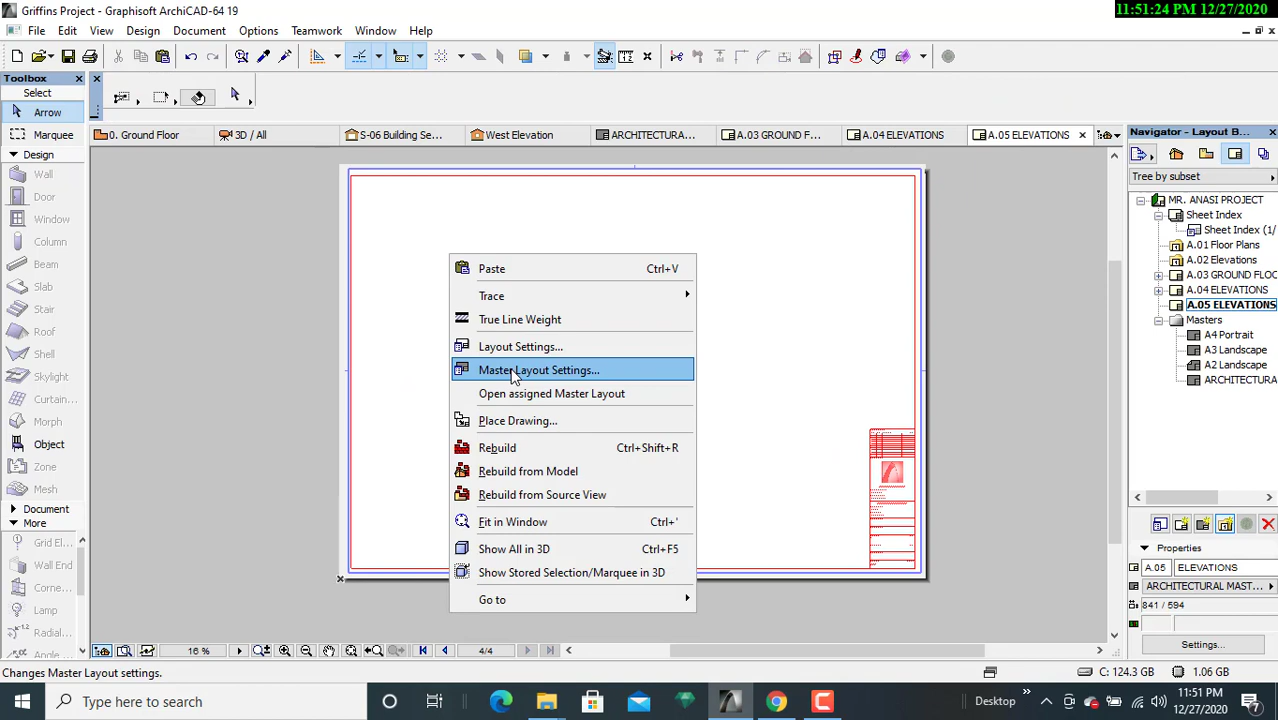 Griffins Project - Graphisoft ArchiCAD-64 19
11:51:24 PM 12/27/2020
File Edit View Design Document Options Teamwork Window Help
Toolbox
Select
Arrow
Marquee
Design
Wall
Door
Window
Column
Beam
Slab
Stair
Roof
Shell
Skylight
Curtain...
Morph
Object
Zone
Mesh
Document
More
Grid El...
Wall End
Corne...
Lamp
Radial...
0. Ground Floor
3D / All
S-06 Building Se...
West Elevation
ARCHITECTURA...
A.03 GROUND F...
A.04 ELEVATIONS
A.05 ELEVATIONS
Paste Ctrl+V
Trace
True Line Weight
Layout Settings...
Master Layout Settings...
Open assigned Master Layout
Place Drawing...
Rebuild Ctrl+Shift+R
Rebuild from Model
Rebuild from Source View
Fit in Window Ctrl+'
Show All in 3D Ctrl+F5
Show Stored Selection/Marquee in 3D
Go to
Navigator - Layout B...
Tree by subset
MR. ANASI PROJECT
Sheet Index
Sheet Index (1/
A.01 Floor Plans
A.02 Elevations
A.03 GROUND FLOO
A.04 ELEVATIONS
A.05 ELEVATIONS
Masters
A4 Portrait
A3 Landscape
A2 Landscape
ARCHITECTURA
Properties
A.05 ELEVATIONS
ARCHITECTURAL MAST...
841 / 594
Settings...
16 %
4/4
Changes Master Layout settings.
C: 124.3 GB
1.06 GB
Type here to search
Desktop
11:51 PM
12/27/2020
7